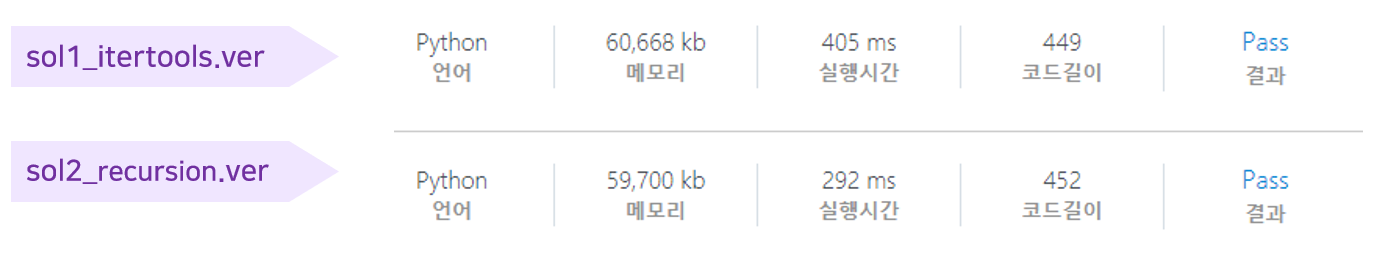 sol1_itertools.ver
Python 60,668 kb 405 ms 449 Pass
언어 메모리 실행시간 코드길이 결과
sol2_recursion.ver
Python 59,700 kb 292 ms 452 Pass
언어 메모리 실행시간 코드길이 결과